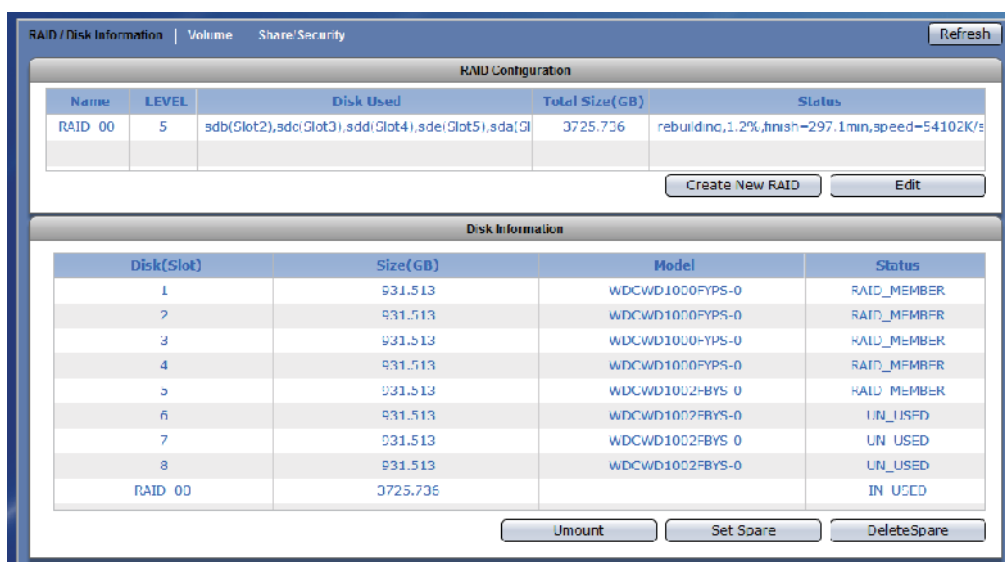 RAID / Disk Information | Volume Share/Security Refresh
RAID Configuration
Name LEVEL Disk Used Total Size(GB) Status
RAID 00 5 sdb(Slot2),sdc(Slot3),sdd(Slot4),sde(Slot5),sda(Sl 3725.736 rebuilding,1.2%,finish=297.1min,speed=54102K/s
Create New RAID Edit
Disk Information
Disk(Slot) Size(GB) Model Status
1 931.513 WDCWD1000FYPS-0 RAID_MEMBER
2 931.513 WDCWD1000FYPS-0 RAID_MEMBER
3 931.513 WDCWD1000FYPS-0 RAID_MEMBER
4 931.513 WDCWD1000FYPS-0 RAID_MEMBER
5 931.513 WDCWD1002FBYS-0 RAID_MEMBER
6 931.513 WDCWD1002FBYS-0 UN_USED
7 931.513 WDCWD1002FBYS-0 UN_USED
8 931.513 WDCWD1002FBYS-0 UN_USED
RAID 00 3725.736 IN_USED
Umount Set Spare DeleteSpare